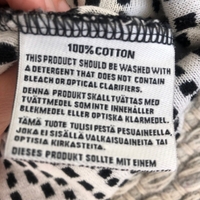 100% COTTON
THIS PRODUCT SHOULD BE WASHED WITH
A DETERGENT THAT DOES NOT CONTAIN
BLEACH OR OPTICAL CLARIFIERS.
DENNA PRODUKT SKALL TVÄTTAS MED
TVÄTTMEDEL SOM INTE INNEHÅLLER
BLEKMEDEL ELLER OPTISKA KLARMEDEL.
TÄMÄ TUOTE TULISI PESTÄ PESUAINEELLA,
JOKA EI SISÄLLÄ VALKAISUAINEITA TAI
OPTISIA KIRKASTEITA.
DIESES PRODUKT SOLLTE MIT EINEM